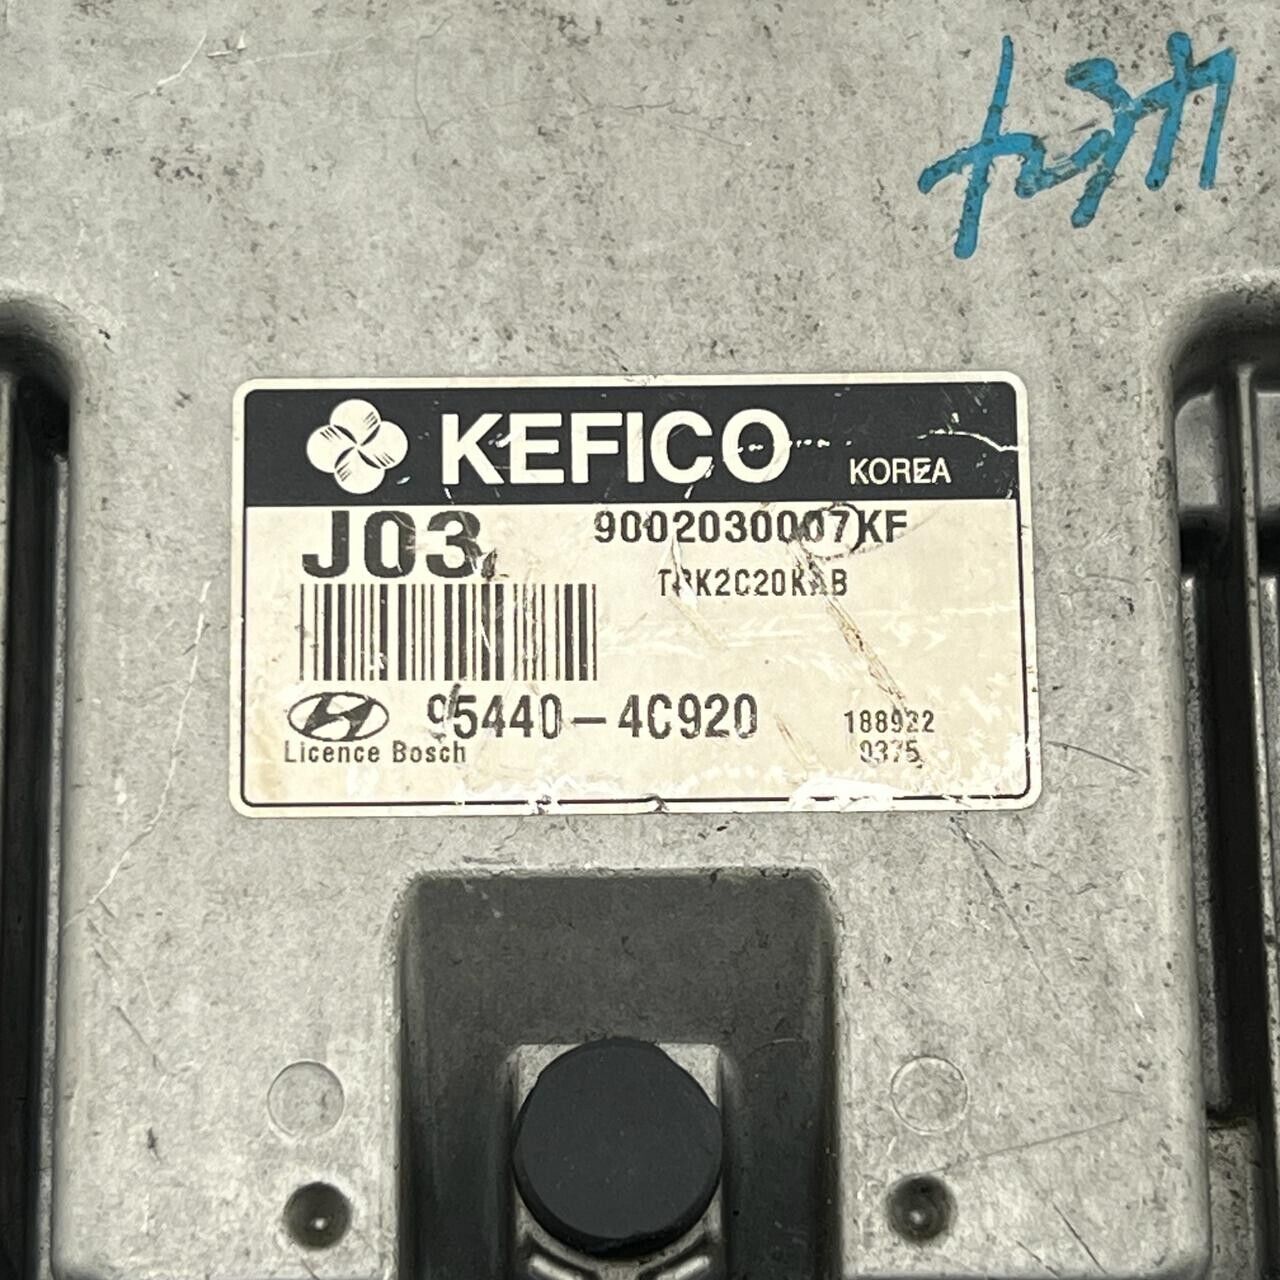 KEFICO KOREA
J03 9002030007KF
95440-4C920
Licence Bosch
188922
0375